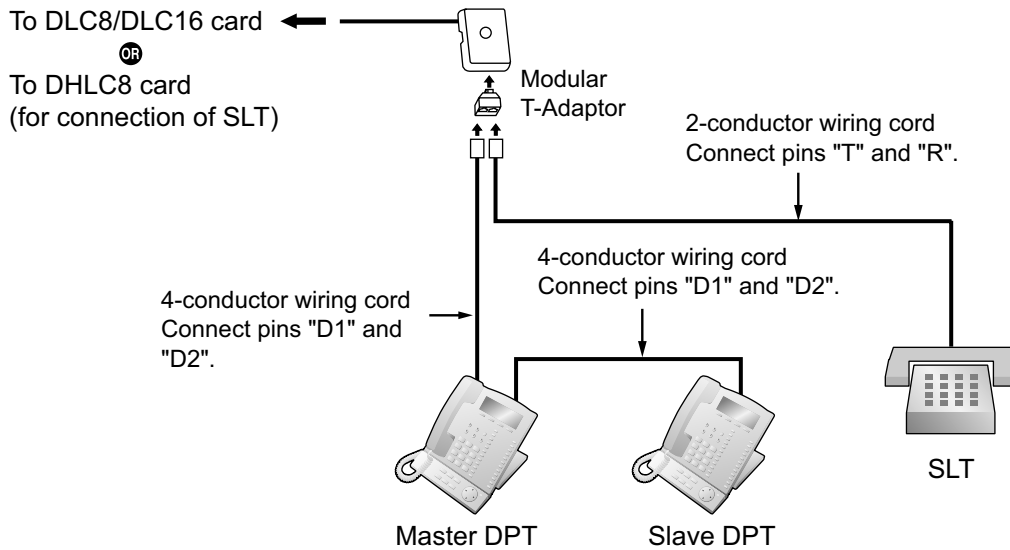 To DLC8/DLC16 card
OR
To DHLC8 card
(for connection of SLT)
Modular
T-Adaptor
2-conductor wiring cord
Connect pins "T" and "R".
4-conductor wiring cord
Connect pins "D1" and "D2".
4-conductor wiring cord
Connect pins "D1" and
"D2".
SLT
Master DPT
Slave DPT